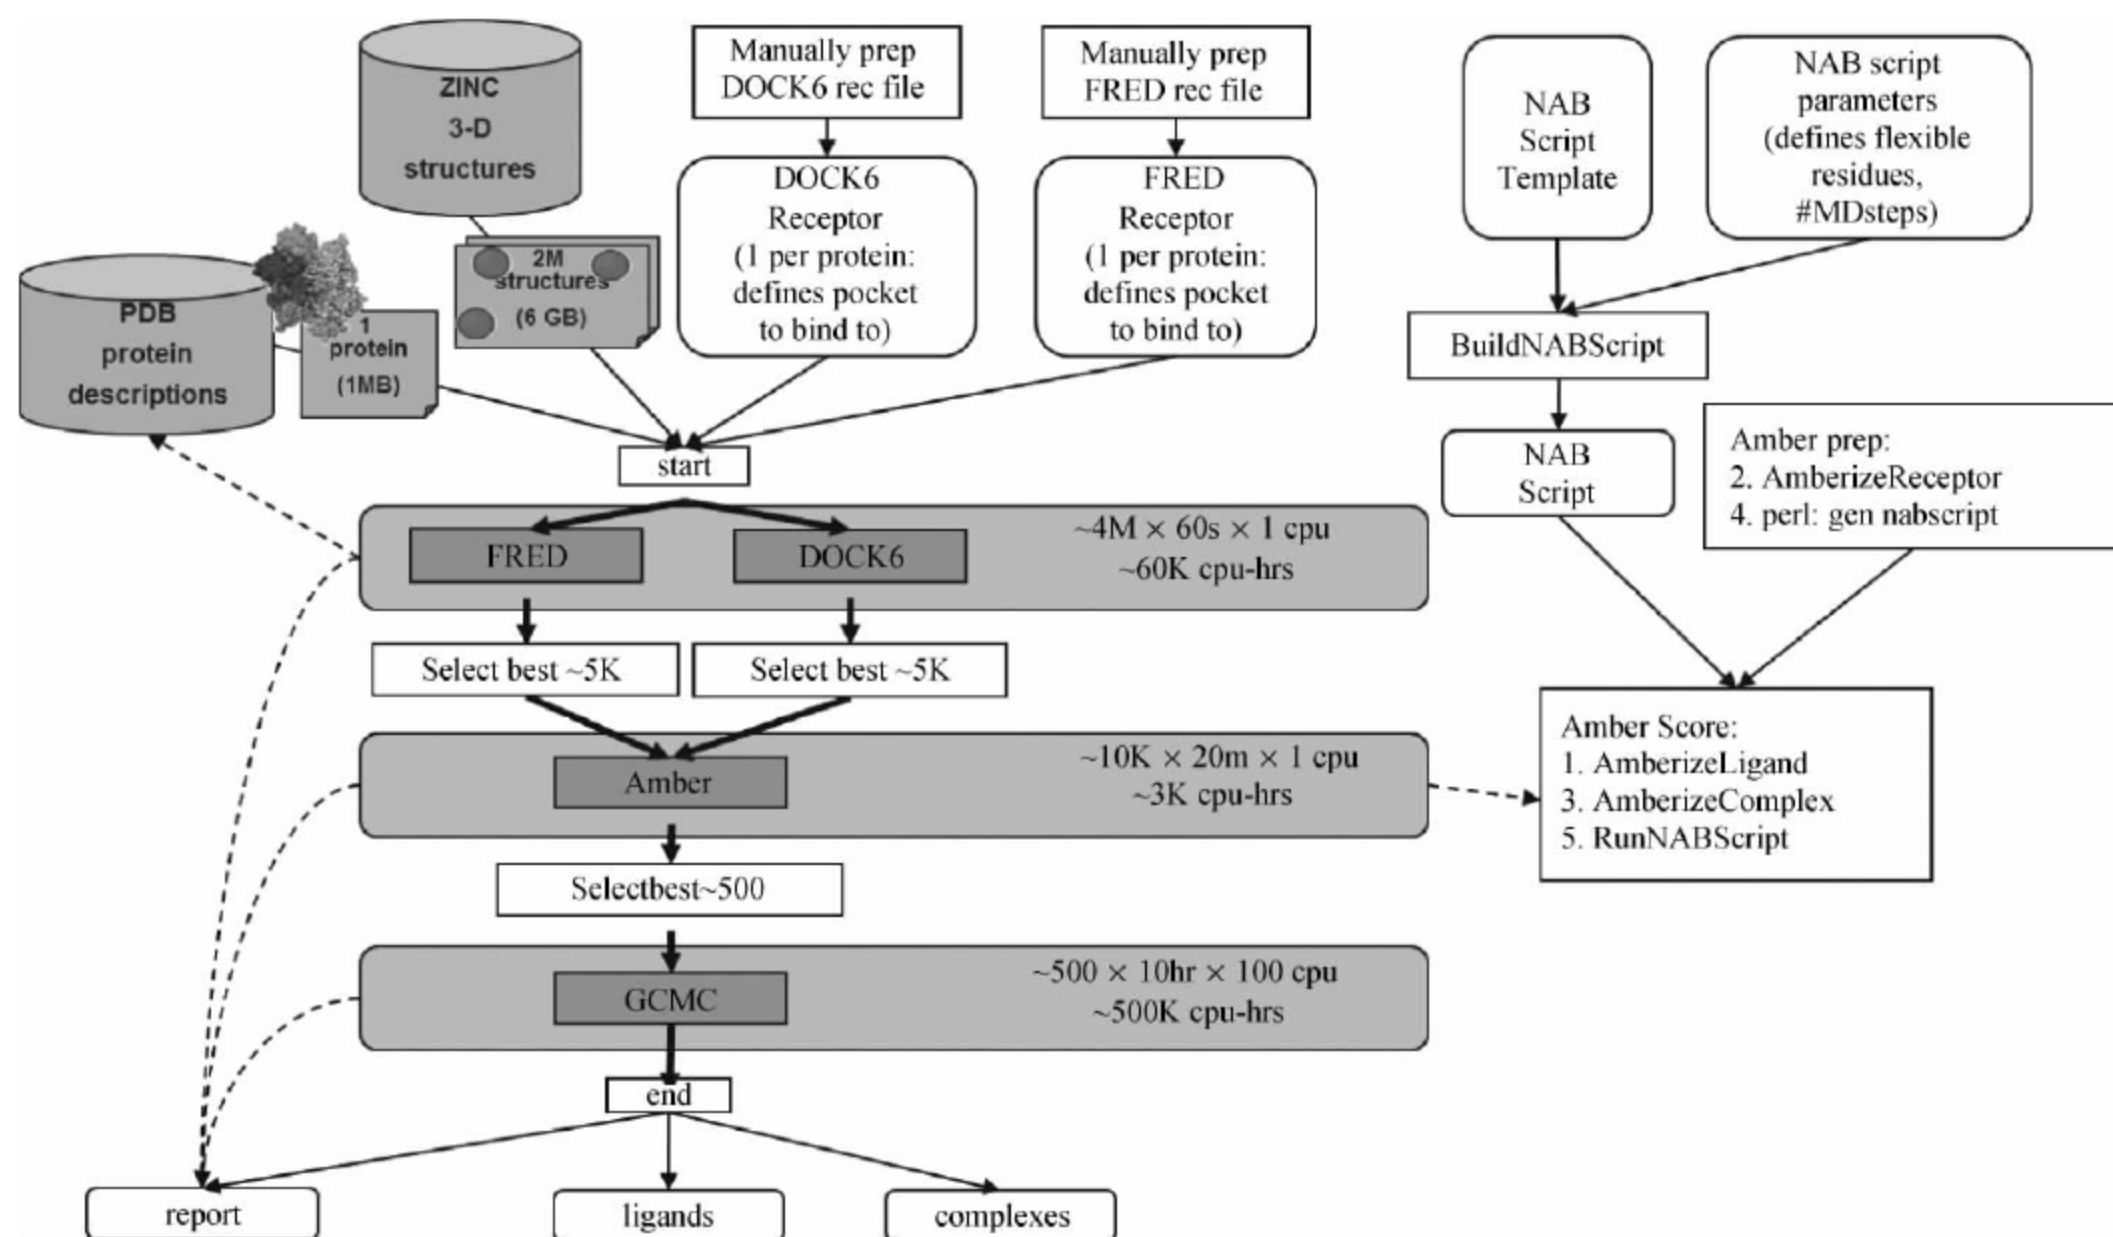 ZINC
3-D
structures
Manually prep
DOCK6 rec file
Manually prep
FRED rec file
NAB
Script
Template
NAB script
parameters
(defines flexible
residues,
#MDsteps)
DOCK6
Receptor
(1 per protein:
defines pocket
to bind to)
FRED
Receptor
(1 per protein:
defines pocket
to bind to)
2M
structures
(6 GB)
PDB
protein
descriptions
1
protein
(1MB)
BuildNABScript
start
NAB
Script
Amber prep:
2. AmberizeReceptor
4. perl: gen nabscript
FRED
DOCK6
~4M × 60s × 1 cpu
~60K cpu-hrs
Select best ~5K
Select best ~5K
Amber
~10K × 20m × 1 cpu
~3K cpu-hrs
Amber Score:
1. AmberizeLigand
3. AmberizeComplex
5. RunNABScript
Selectbest~500
GCMC
~500 × 10hr × 100 cpu
~500K cpu-hrs
end
report
ligands
complexes